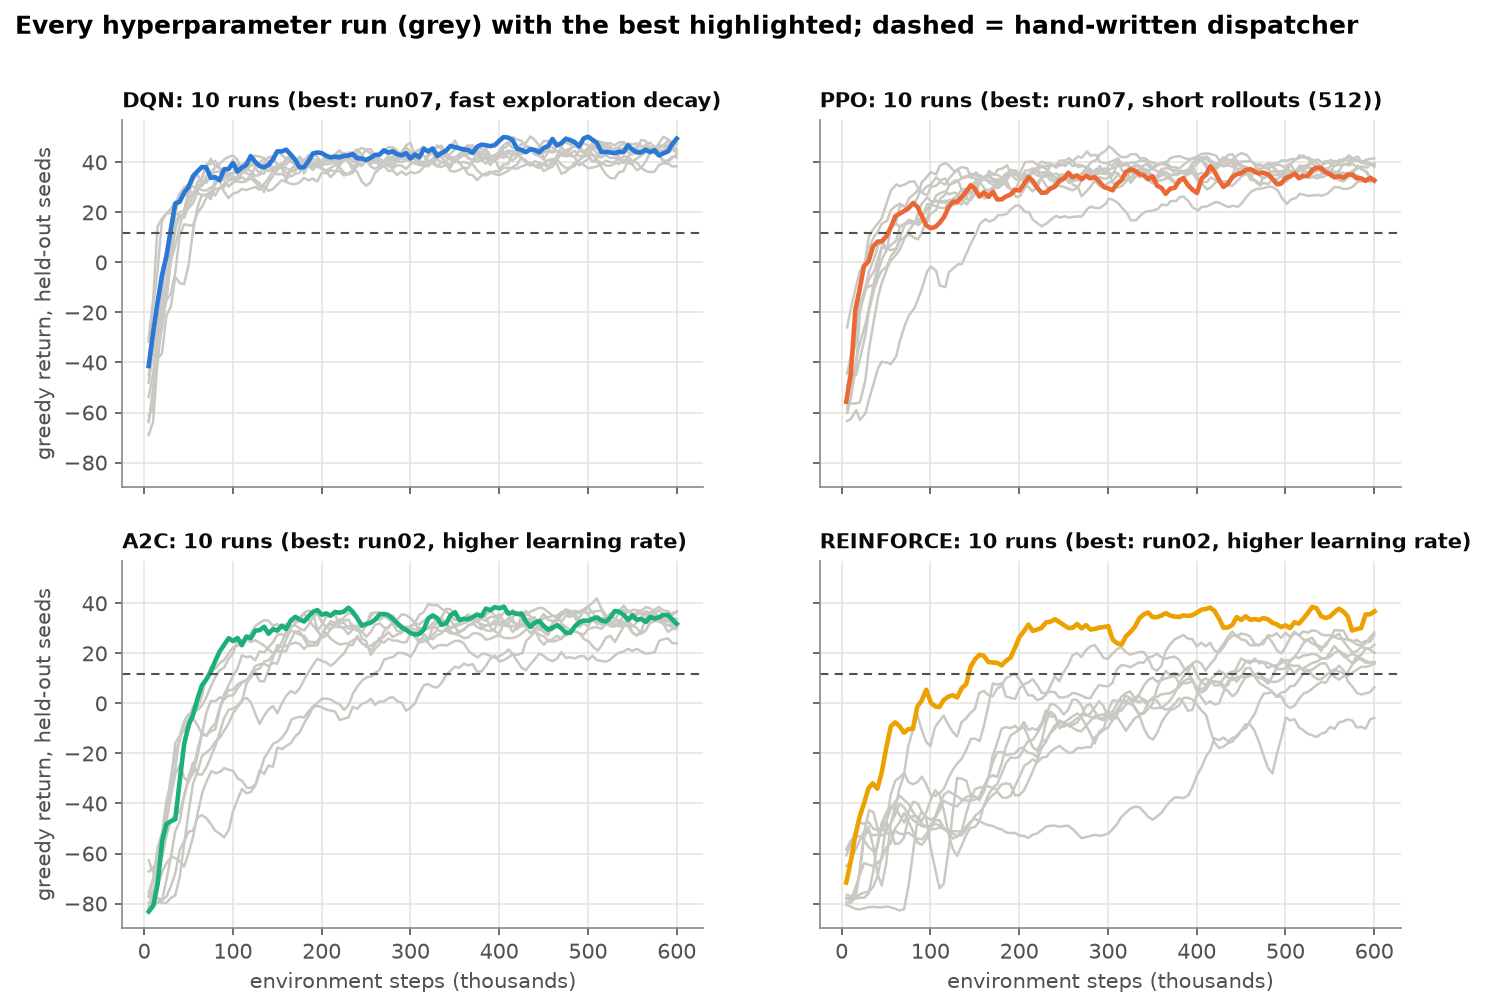 Every hyperparameter run (grey) with the best highlighted; dashed = hand-written dispatcher
DQN: 10 runs (best: run07, fast exploration decay)
greedy return, held-out seeds
40
20
0
−20
−40
−60
−80
PPO: 10 runs (best: run07, short rollouts (512))
A2C: 10 runs (best: run02, higher learning rate)
greedy return, held-out seeds
40
20
0
−20
−40
−60
−80
0 100 200 300 400 500 600
environment steps (thousands)
REINFORCE: 10 runs (best: run02, higher learning rate)
0 100 200 300 400 500 600
environment steps (thousands)